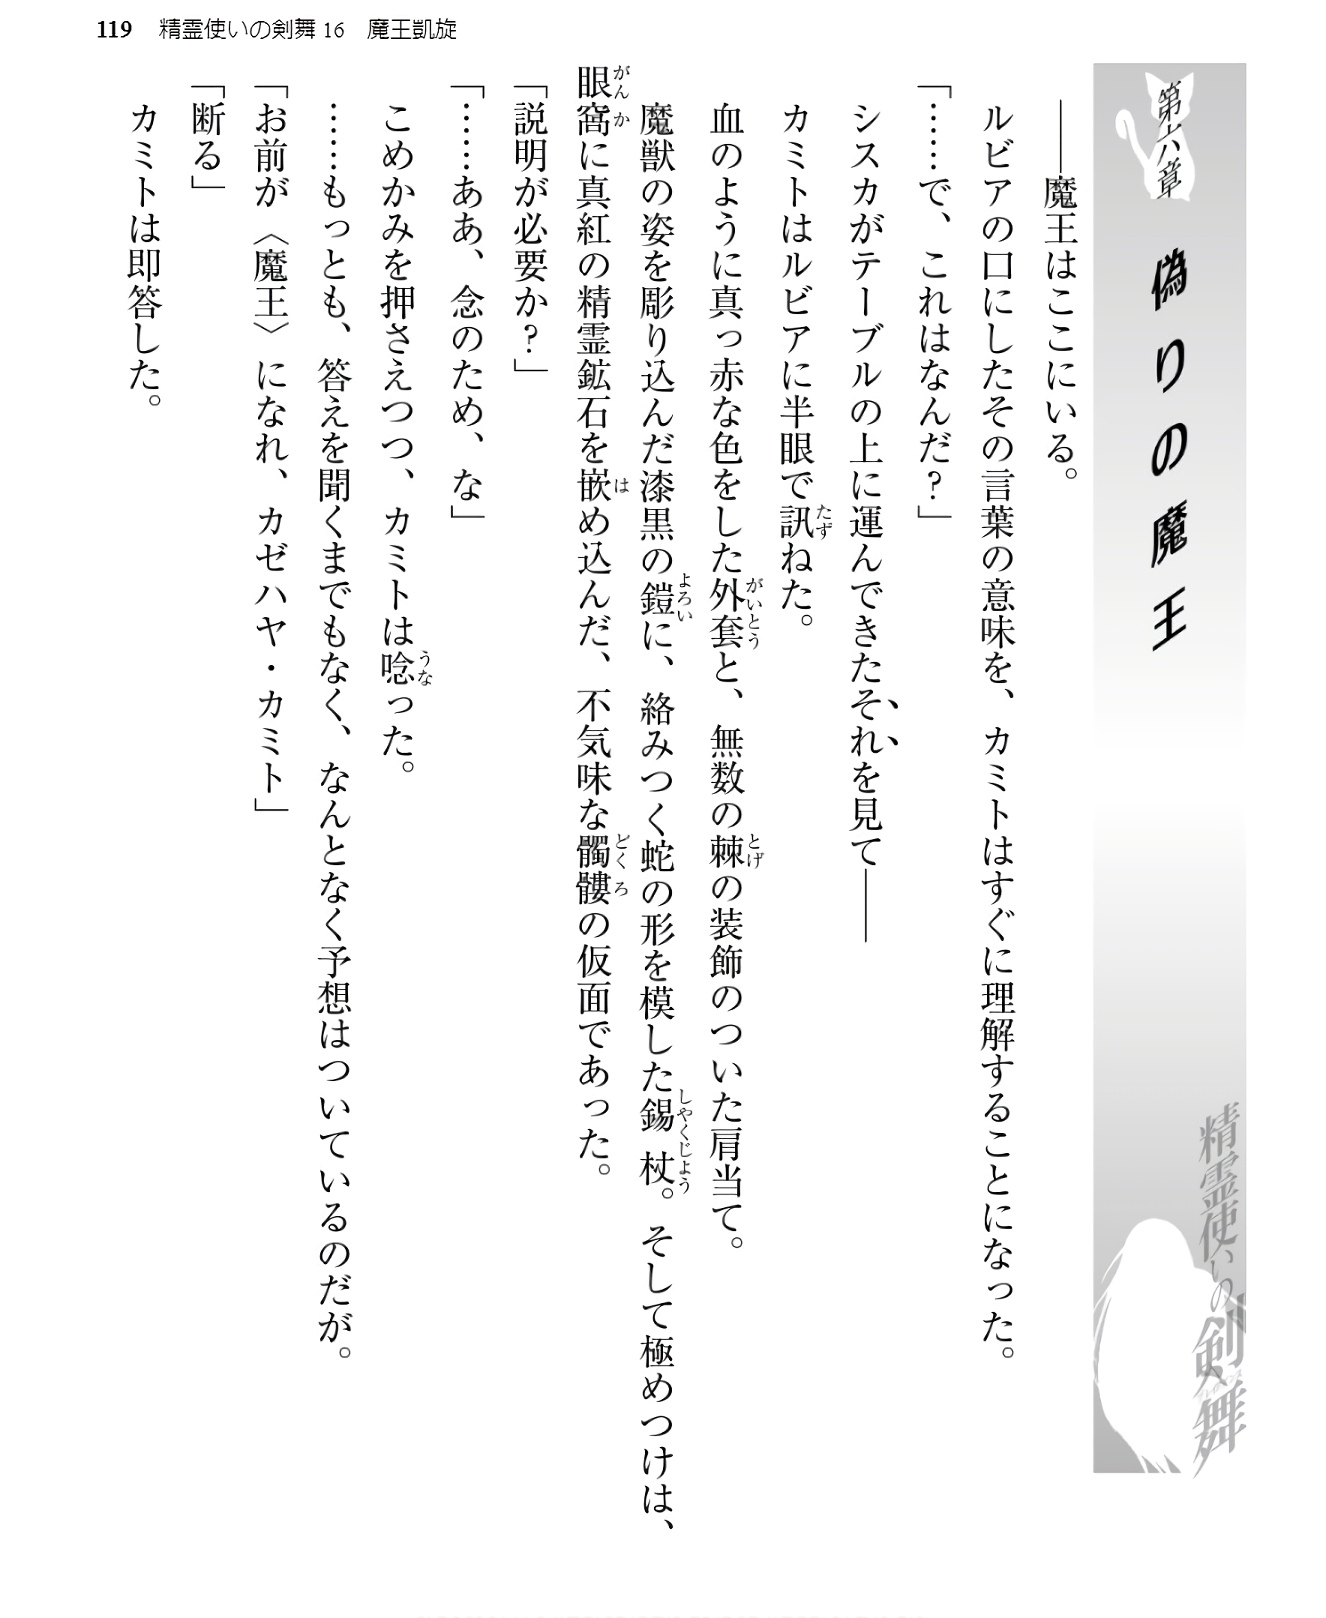 119　精霊使いの剣舞 16　魔王凱旋
第六章　偽りの魔王
精霊使いの剣舞
――魔王はここにいる。
ルビアの口にしたその言葉の意味を、カミトはすぐに理解することになった。
「……で、これはなんだ？」
シスカがテーブルの上に運んできたそれを見て――
カミトはルビアに半眼で訊ねた。
血のように真っ赤な色をした外套と、無数の棘の装飾のついた肩当て。
魔獣の姿を彫り込んだ漆黒の鎧に、絡みつく蛇の形を模した錫杖。そして極めつけは、
眼窩に真紅の精霊鉱石を嵌め込んだ、不気味な髑髏の仮面であった。
「説明が必要か？」
「……ああ、念のため、な」
こめかみを押さえつつ、カミトは唸った。
……もっとも、答えを聞くまでもなく、なんとなく予想はついているのだが。
「お前が〈魔王〉になれ、カゼハヤ・カミト」
「断る」
カミトは即答した。